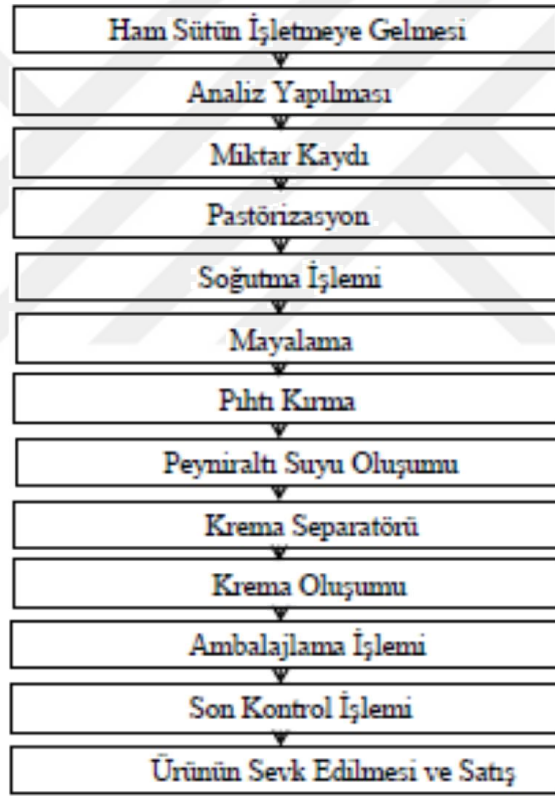 Ham Sütün İşletmeye Gelmesi
Analiz Yapılması
Miktar Kaydı
Pastörizasyon
Soğutma İşlemi
Mayalama
Pıhtı Kırma
Peyniraltı Suyu Oluşumu
Krema Separatörü
Krema Oluşumu
Ambalajlama İşlemi
Son Kontrol İşlemi
Ürünün Sevk Edilmesi ve Satış